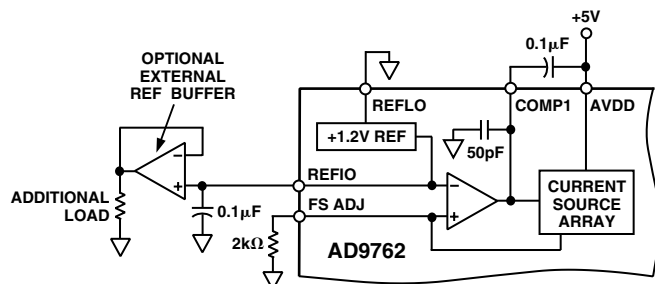 +5V
OPTIONAL
EXTERNAL
REF BUFFER
0.1µF
REFLO
COMP1
AVDD
+1.2V REF
50pF
−
+
REFIO
−
+
ADDITIONAL
LOAD
0.1µF
FS ADJ
CURRENT
SOURCE
ARRAY
2kΩ
AD9762